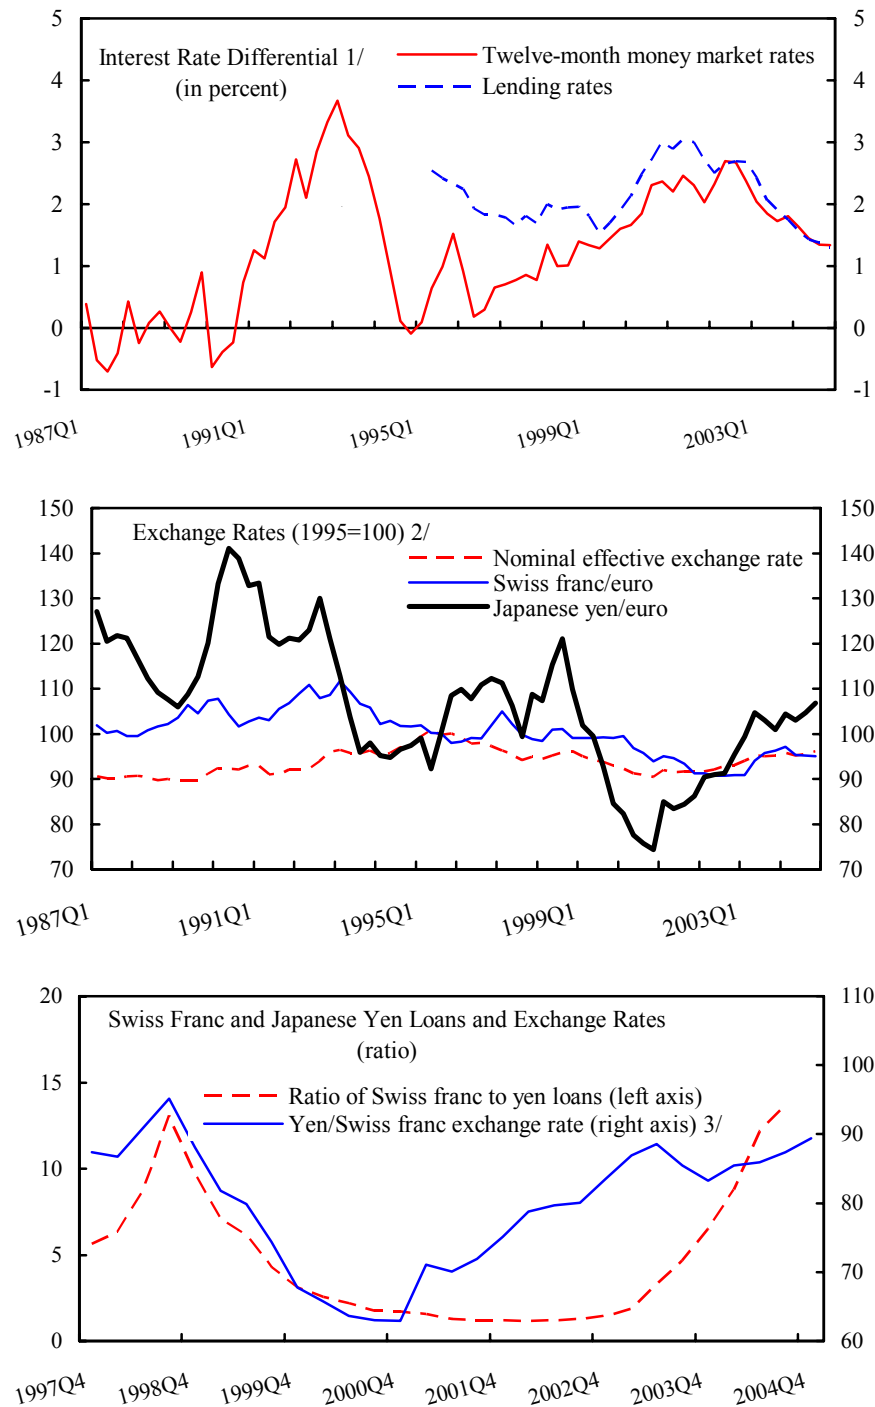 5 5
Interest Rate Differential 1/ Twelve-month money market rates
4 4
(in percent) Lending rates
3 3
2 2
1 1
0 0
-1 -1
1987Q1 1991Q1 1995Q1 1999Q1 2003Q1
150 150
Exchange Rates (1995=100) 2/
140 140
Nominal effective exchange rate
Swiss franc/euro
130 130
Japanese yen/euro
120 120
110 110
100 100
90 90
80 80
70 70
1987Q1 1991Q1 1995Q1 1999Q1 2003Q1
20 110
Swiss Franc and Japanese Yen Loans and Exchange Rates
(ratio)
100
15
Ratio of Swiss franc to yen loans (left axis)
Yen/Swiss franc exchange rate (right axis) 3/
90
10
80
5
70
0 60
1997Q4 1998Q4 1999Q4 2000Q4 2001Q4 2002Q4 2003Q4 2004Q4